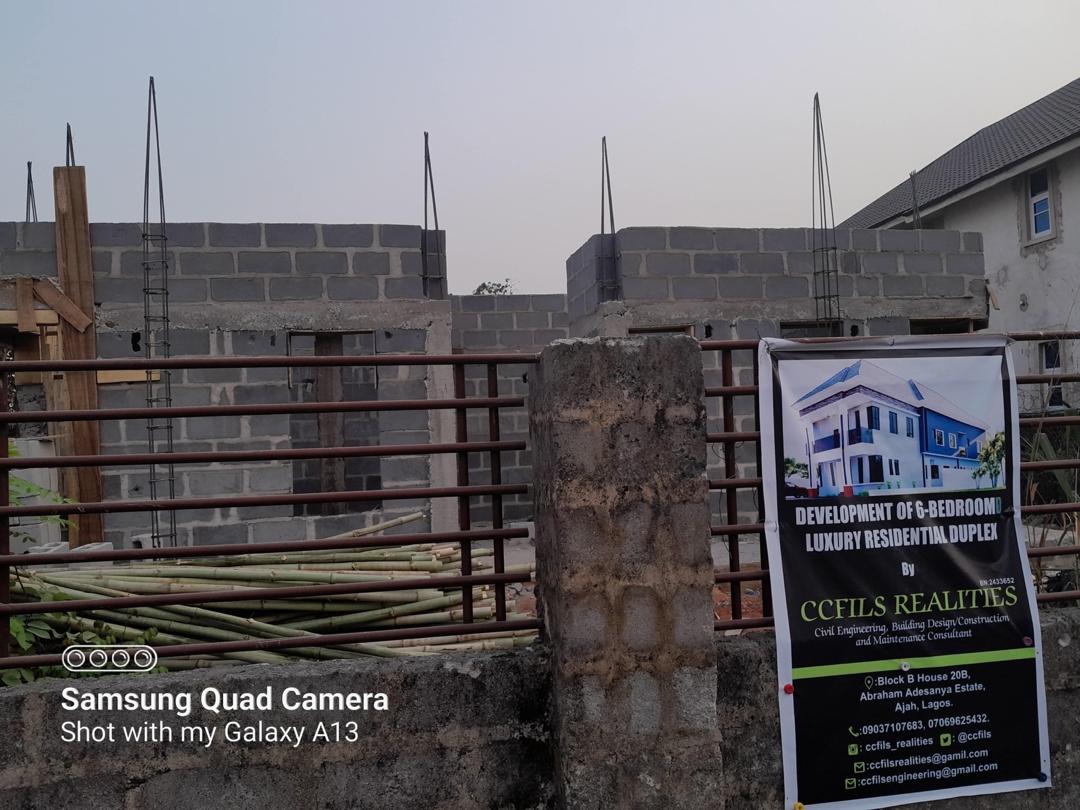 DEVELOPMENT OF 6-BEDROOM
LUXURY RESIDENTIAL DUPLEX
By
BN:2433652
CCFILS REALITIES
Civil Engineering, Building Design/Construction
and Maintenance Consultant
:Block B House 20B,
Abraham Adesanya Estate,
Ajah, Lagos.
:09037107683, 07069625432.
: ccfils_realities : @ccfils
:ccfilsrealities@gamil.com
:ccfilsengineering@gmail.com
Samsung Quad Camera
Shot with my Galaxy A13